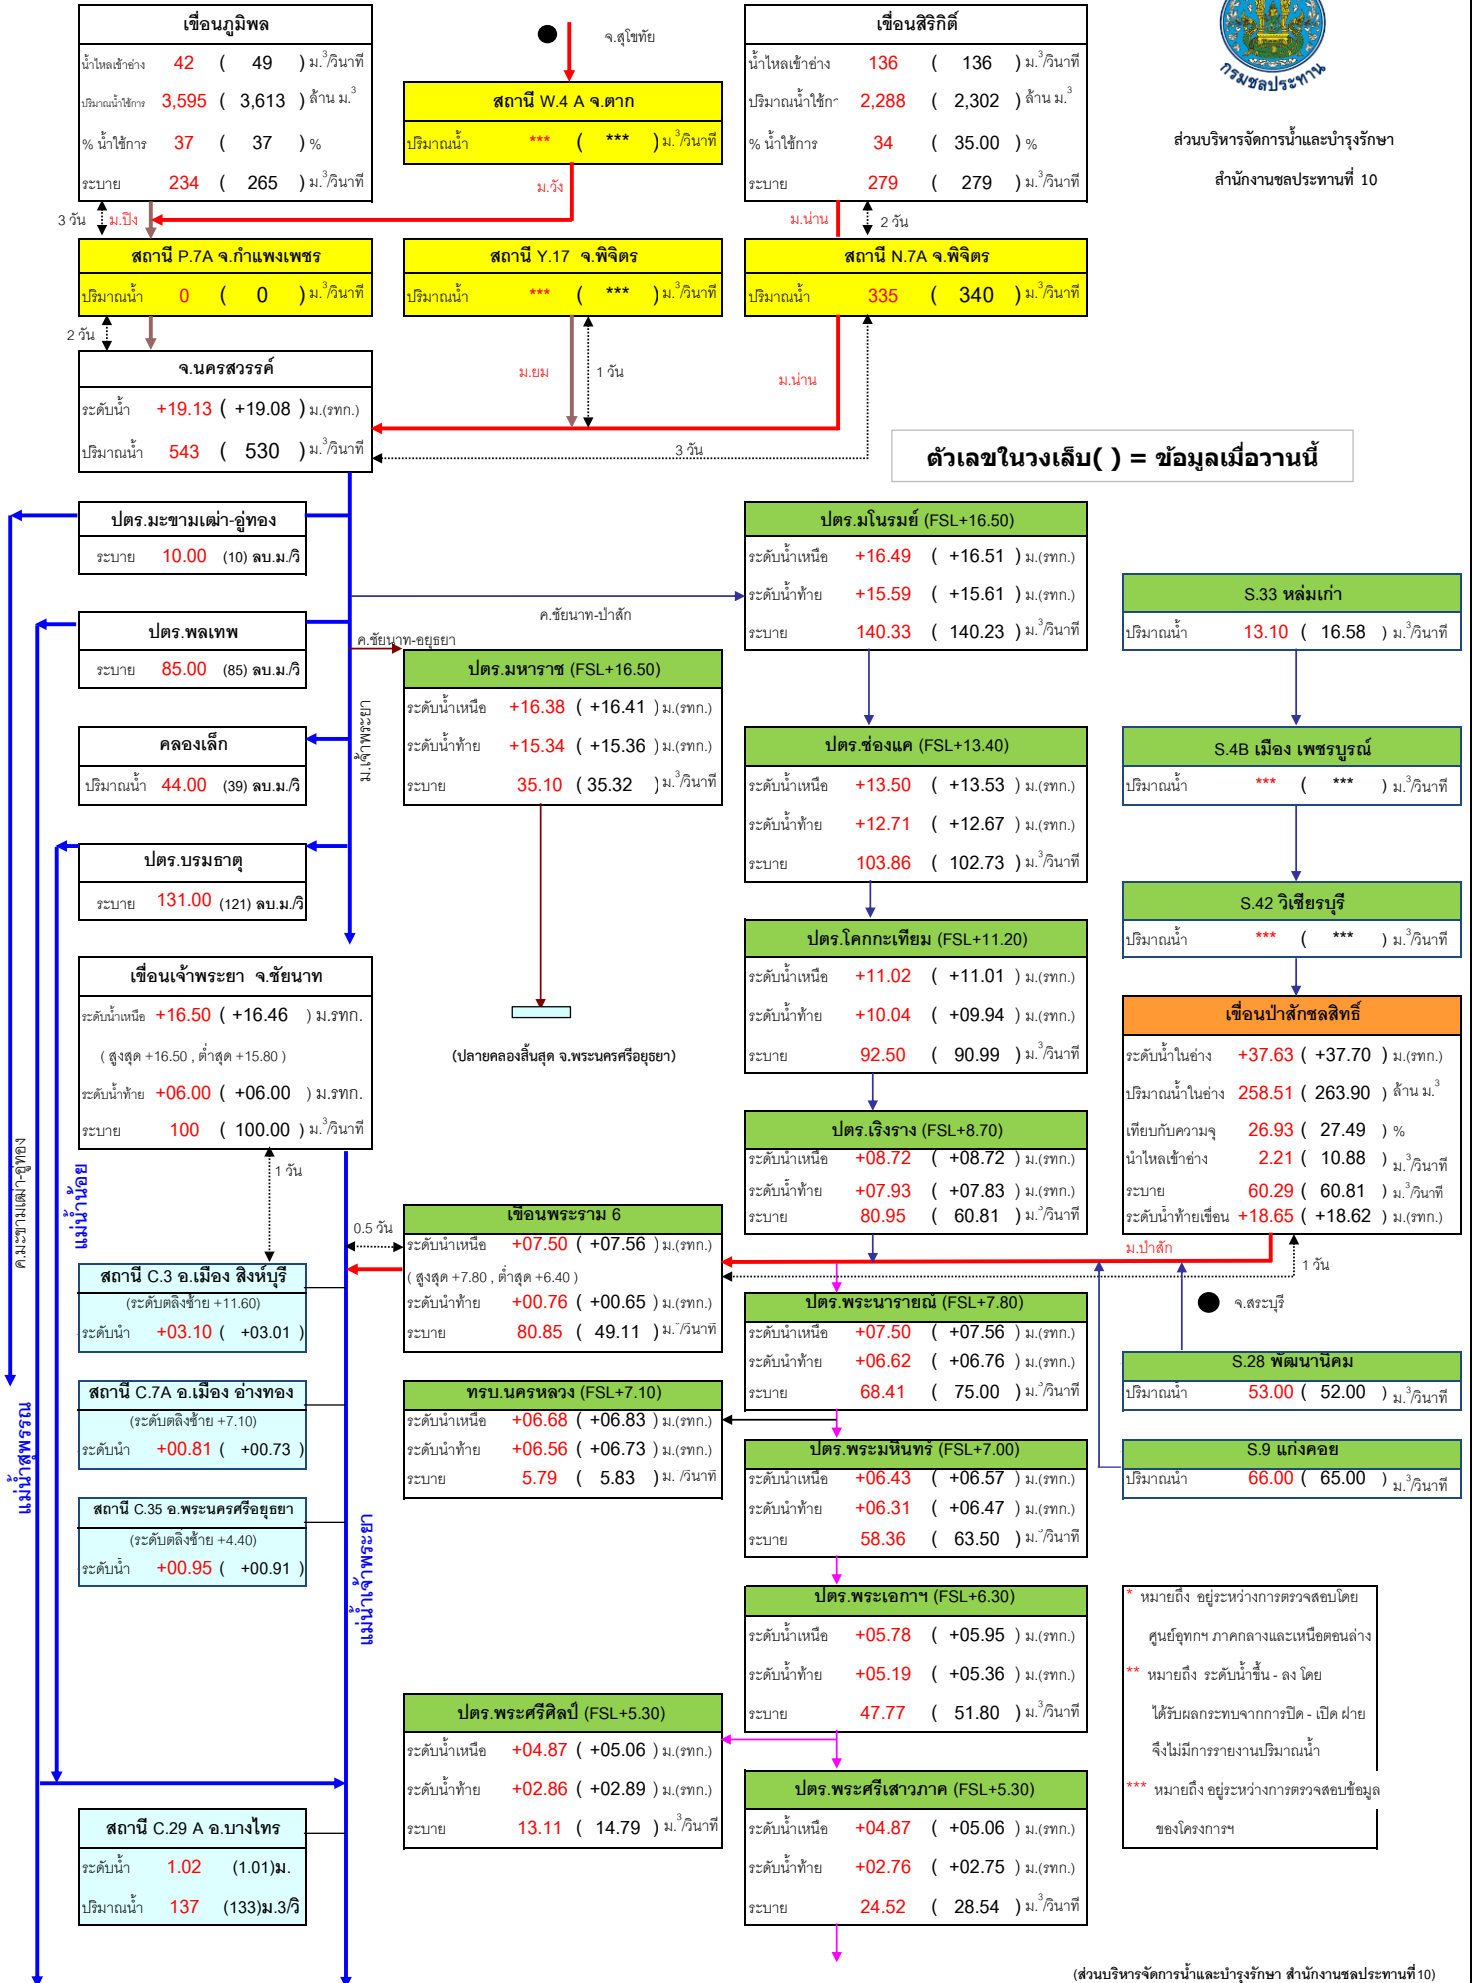 เขื่อนภูมิพล
น้ำไหลเข้าอ่าง 42 ( 49 ) ม.³/วินาที
ปริมาณน้ำใช้การ 3,595 ( 3,613 ) ล้าน ม.³
% น้ำใช้การ 37 ( 37 ) %
ระบาย 234 ( 265 ) ม.³/วินาที
จ.สุโขทัย
สถานี W.4 A จ.ตาก
ปริมาณน้ำ *** ( *** ) ม.³/วินาที
เขื่อนสิริกิติ์
น้ำไหลเข้าอ่าง 136 ( 136 ) ม.³/วินาที
ปริมาณน้ำใช้ก 2,288 ( 2,302 ) ล้าน ม.³
% น้ำใช้การ 34 ( 35.00 ) %
ระบาย 279 ( 279 ) ม.³/วินาที
กรมชลประทาน
ส่วนบริหารจัดการน้ำและบำรุงรักษา
สำนักงานชลประทานที่ 10
3 วัน ม.ปิง
ม.วัง
ม.น่าน 2 วัน
สถานี P.7A จ.กำแพงเพชร
ปริมาณน้ำ 0 ( 0 ) ม.³/วินาที
สถานี Y.17 จ.พิจิตร
ปริมาณน้ำ *** ( *** ) ม.³/วินาที
สถานี N.7A จ.พิจิตร
ปริมาณน้ำ 335 ( 340 ) ม.³/วินาที
2 วัน
ม.ยม 1 วัน
ม.น่าน
3 วัน
จ.นครสวรรค์
ระดับน้ำ +19.13 ( +19.08 ) ม.(รทก.)
ปริมาณน้ำ 543 ( 530 ) ม.³/วินาที
ตัวเลขในวงเล็บ( ) = ข้อมูลเมื่อวานนี้
ปตร.มะขามเฒ่า-อู่ทอง
ระบาย 10.00 (10) ลบ.ม./วิ
ปตร.พลเทพ
ระบาย 85.00 (85) ลบ.ม./วิ
คลองเล็ก
ปริมาณน้ำ 44.00 (39) ลบ.ม./วิ
ปตร.บรมธาตุ
ระบาย 131.00 (121) ลบ.ม./วิ
ค.ชัยนาท-ป่าสัก
ค.ชัยนาท-อยุธยา
ม.เจ้าพระยา
ปตร.มหาราช (FSL+16.50)
ระดับน้ำเหนือ +16.38 ( +16.41 ) ม.(รทก.)
ระดับน้ำท้าย +15.34 ( +15.36 ) ม.(รทก.)
ระบาย 35.10 ( 35.32 ) ม.³/วินาที
(ปลายคลองสิ้นสุด จ.พระนครศรีอยุธยา)
ปตร.มโนรมย์ (FSL+16.50)
ระดับน้ำเหนือ +16.49 ( +16.51 ) ม.(รทก.)
ระดับน้ำท้าย +15.59 ( +15.61 ) ม.(รทก.)
ระบาย 140.33 ( 140.23 ) ม.³/วินาที
ปตร.ช่องแค (FSL+13.40)
ระดับน้ำเหนือ +13.50 ( +13.53 ) ม.(รทก.)
ระดับน้ำท้าย +12.71 ( +12.67 ) ม.(รทก.)
ระบาย 103.86 ( 102.73 ) ม.³/วินาที
ปตร.โคกกะเทียม (FSL+11.20)
ระดับน้ำเหนือ +11.02 ( +11.01 ) ม.(รทก.)
ระดับน้ำท้าย +10.04 ( +09.94 ) ม.(รทก.)
ระบาย 92.50 ( 90.99 ) ม.³/วินาที
ปตร.เริงราง (FSL+8.70)
ระดับน้ำเหนือ +08.72 ( +08.72 ) ม.(รทก.)
ระดับน้ำท้าย +07.93 ( +07.83 ) ม.(รทก.)
ระบาย 80.95 ( 60.81 ) ม.³/วินาที
S.33 หล่มเก่า
ปริมาณน้ำ 13.10 ( 16.58 ) ม.³/วินาที
S.4B เมือง เพชรบูรณ์
ปริมาณน้ำ *** ( *** ) ม.³/วินาที
S.42 วิเชียรบุรี
ปริมาณน้ำ *** ( *** ) ม.³/วินาที
เขื่อนป่าสักชลสิทธิ์
ระดับน้ำในอ่าง +37.63 ( +37.70 ) ม.(รทก.)
ปริมาณน้ำในอ่าง 258.51 ( 263.90 ) ล้าน ม.³
เทียบกับความจุ 26.93 ( 27.49 ) %
น้ำไหลเข้าอ่าง 2.21 ( 10.88 ) ม.³/วินาที
ระบาย 60.29 ( 60.81 ) ม.³/วินาที
ระดับน้ำท้ายเขื่อน +18.65 ( +18.62 ) ม.(รทก.)
เขื่อนเจ้าพระยา จ.ชัยนาท
ระดับน้ำเหนือ +16.50 ( +16.46 ) ม.รทก.
( สูงสุด +16.50 , ต่ำสุด +15.80 )
ระดับน้ำท้าย +06.00 ( +06.00 ) ม.รทก.
ระบาย 100 ( 100.00 ) ม.³/วินาที
1 วัน
ค.มะขามเฒ่า-อู่ทอง
แม่น้ำน้อย
0.5 วัน
เขื่อนพระราม 6
ระดับน้ำเหนือ +07.50 ( +07.56 ) ม.(รทก.)
( สูงสุด +7.80 , ต่ำสุด +6.40 )
ระดับน้ำท้าย +00.76 ( +00.65 ) ม.(รทก.)
ระบาย 80.85 ( 49.11 ) ม.³/วินาที
ม.ป่าสัก
1 วัน
จ.สระบุรี
สถานี C.3 อ.เมือง สิงห์บุรี
(ระดับตลิ่งซ้าย +11.60)
ระดับน้ำ +03.10 ( +03.01 )
สถานี C.7A อ.เมือง อ่างทอง
(ระดับตลิ่งซ้าย +7.10)
ระดับน้ำ +00.81 ( +00.73 )
สถานี C.35 อ.พระนครศรีอยุธยา
(ระดับตลิ่งซ้าย +4.40)
ระดับน้ำ +00.95 ( +00.91 )
แม่น้ำสุพรรณ
แม่น้ำเจ้าพระยา
ทรบ.นครหลวง (FSL+7.10)
ระดับน้ำเหนือ +06.68 ( +06.83 ) ม.(รทก.)
ระดับน้ำท้าย +06.56 ( +06.73 ) ม.(รทก.)
ระบาย 5.79 ( 5.83 ) ม. /วินาที
ปตร.พระนารายณ์ (FSL+7.80)
ระดับน้ำเหนือ +07.50 ( +07.56 ) ม.(รทก.)
ระดับน้ำท้าย +06.62 ( +06.76 ) ม.(รทก.)
ระบาย 68.41 ( 75.00 ) ม.³/วินาที
ปตร.พระมหินทร์ (FSL+7.00)
ระดับน้ำเหนือ +06.43 ( +06.57 ) ม.(รทก.)
ระดับน้ำท้าย +06.31 ( +06.47 ) ม.(รทก.)
ระบาย 58.36 ( 63.50 ) ม.³/วินาที
S.28 พัฒนานิคม
ปริมาณน้ำ 53.00 ( 52.00 ) ม.³/วินาที
S.9 แก่งคอย
ปริมาณน้ำ 66.00 ( 65.00 ) ม.³/วินาที
ปตร.พระเอกาฯ (FSL+6.30)
ระดับน้ำเหนือ +05.78 ( +05.95 ) ม.(รทก.)
ระดับน้ำท้าย +05.19 ( +05.36 ) ม.(รทก.)
ระบาย 47.77 ( 51.80 ) ม.³/วินาที
ปตร.พระศรีศิลป์ (FSL+5.30)
ระดับน้ำเหนือ +04.87 ( +05.06 ) ม.(รทก.)
ระดับน้ำท้าย +02.86 ( +02.89 ) ม.(รทก.)
ระบาย 13.11 ( 14.79 ) ม.³/วินาที
ปตร.พระศรีเสาวภาค (FSL+5.30)
ระดับน้ำเหนือ +04.87 ( +05.06 ) ม.(รทก.)
ระดับน้ำท้าย +02.76 ( +02.75 ) ม.(รทก.)
ระบาย 24.52 ( 28.54 ) ม.³/วินาที
* หมายถึง อยู่ระหว่างการตรวจสอบโดย
ศูนย์อุทกฯ ภาคกลางและเหนือตอนล่าง
** หมายถึง ระดับน้ำขึ้น - ลง โดย
ได้รับผลกระทบจากการปิด - เปิด ฝาย
จึงไม่มีการรายงานปริมาณน้ำ
*** หมายถึง อยู่ระหว่างการตรวจสอบข้อมูล
ของโครงการฯ
สถานี C.29 A อ.บางไทร
ระดับน้ำ 1.02 (1.01)ม.
ปริมาณน้ำ 137 (133)ม.3/วิ
(ส่วนบริหารจัดการน้ำและบำรุงรักษา สำนักงานชลประทานที่10)